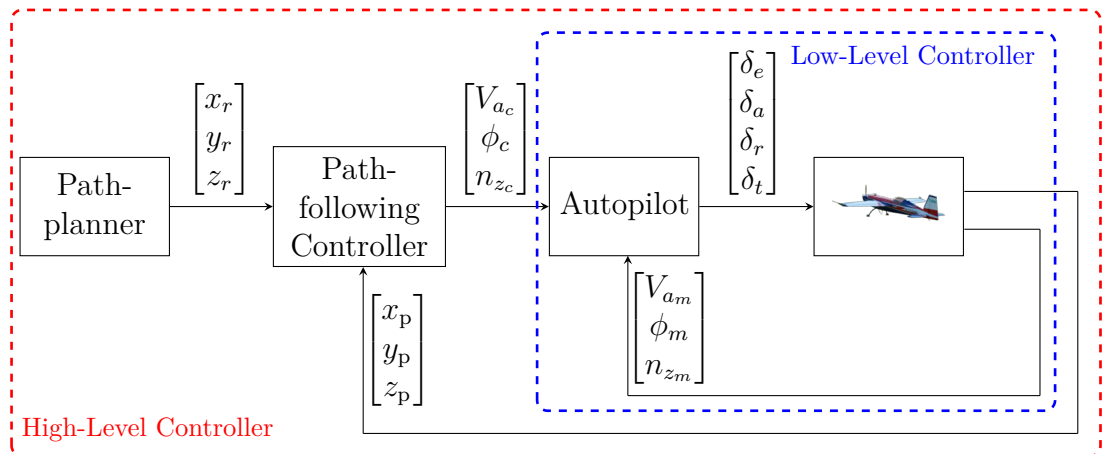 Low-Level Controller
x_r
y_r
z_r
V_{a_c}
ϕ_c
n_{z_c}
δ_e
δ_a
δ_r
δ_t
Path-
planner
Path-
following
Controller
Autopilot
x_p
y_p
z_p
V_{a_m}
ϕ_m
n_{z_m}
High-Level Controller